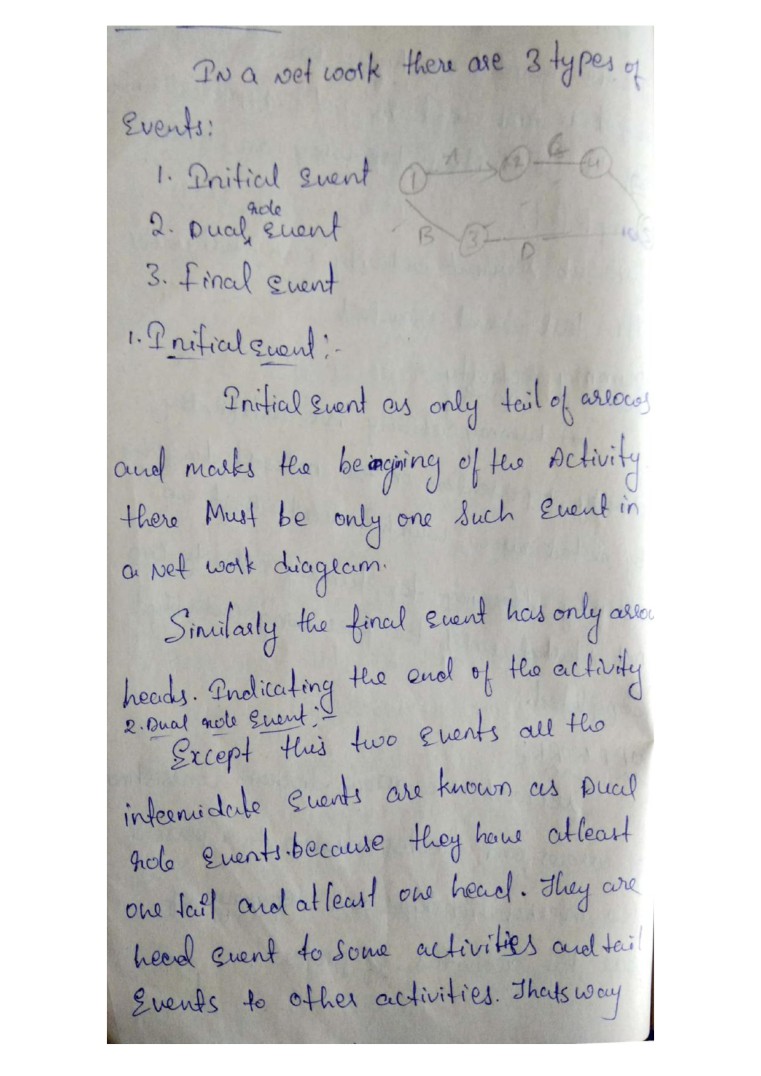 In a net work there are 3 types of
Events:
1. Initial Event
2. Dual role Event
3. final Event
1 A 2 C 4
B 3 D
1. Initial Event:-
Initial Event as only tail of arrows
and marks the beingning of the Activity.
there Must be only one Such Event in
a Net work diagram.
Similarly the final Event has only arrow
heads. Indicating the end of the activity
2. Dual role Event:-
Except this two Events all the
intermidate Events are known as Dual
role Events. because they have atleast
one tail and atleast one head. They are
head Event to Some activities and tail
Events to other activities. Thats way